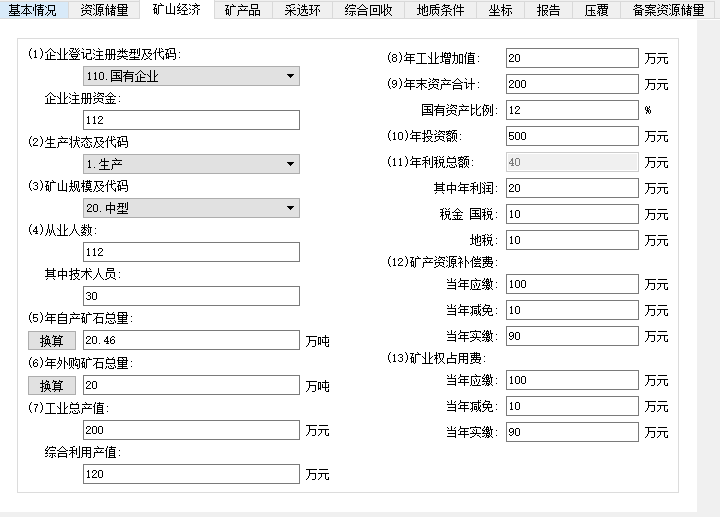 基本情况 资源储量 矿山经济 矿产品 采选环 综合回收 地质条件 坐标 报告 压覆 备案资源储量
(1)企业登记注册类型及代码:
110.国有企业
企业注册资金:
112
(2)生产状态及代码
1.生产
(3)矿山规模及代码
20.中型
(4)从业人数:
112
其中技术人员:
30
(5)年自产矿石总量:
换算 20.46 万吨
(6)年外购矿石总量:
换算 20 万吨
(7)工业总产值:
200 万元
综合利用产值:
120 万元
(8)年工业增加值: 20 万元
(9)年末资产合计: 200 万元
国有资产比例: 12 %
(10)年投资额: 500 万元
(11)年利税总额: 40 万元
其中年利润: 20 万元
税金 国税: 10 万元
地税: 10 万元
(12)矿产资源补偿费:
当年应缴: 100 万元
当年减免: 10 万元
当年实缴: 90 万元
(13)矿业权占用费:
当年应缴: 100 万元
当年减免: 10 万元
当年实缴: 90 万元